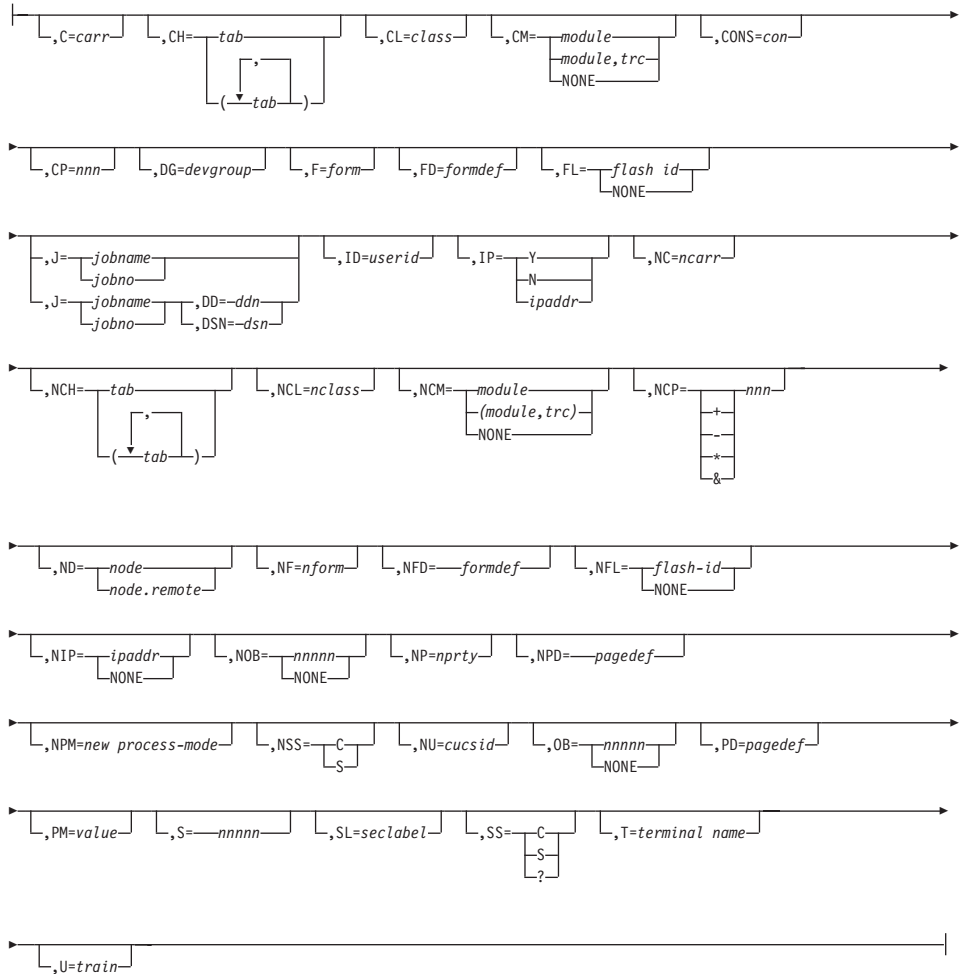 ,C=carr ,CH= tab ,CL=class ,CM= module ,CONS=con
, module,trc
( tab ) NONE
,CP=nnn ,DG=devgroup ,F=form ,FD=formdef ,FL= flash id
NONE
,J= jobname ,ID=userid ,IP= Y ,NC=ncarr
jobno N
,J= jobname ,DD= ddn ipaddr
jobno ,DSN= dsn
,NCH= tab ,NCL=nclass ,NCM= module ,NCP= nnn
, (module,trc) +
( tab ) NONE -
*
&
,ND= node ,NF=nform ,NFD= formdef ,NFL= flash-id
node.remote NONE
,NIP= ipaddr ,NOB= nnnnn ,NP=nprty ,NPD= pagedef
NONE NONE
,NPM=new process-mode ,NSS= C ,NU=cucsid ,OB= nnnnn ,PD=pagedef
S NONE
,PM=value ,S= nnnnn ,SL=seclabel ,SS= C ,T=terminal name
S
?
,U=train